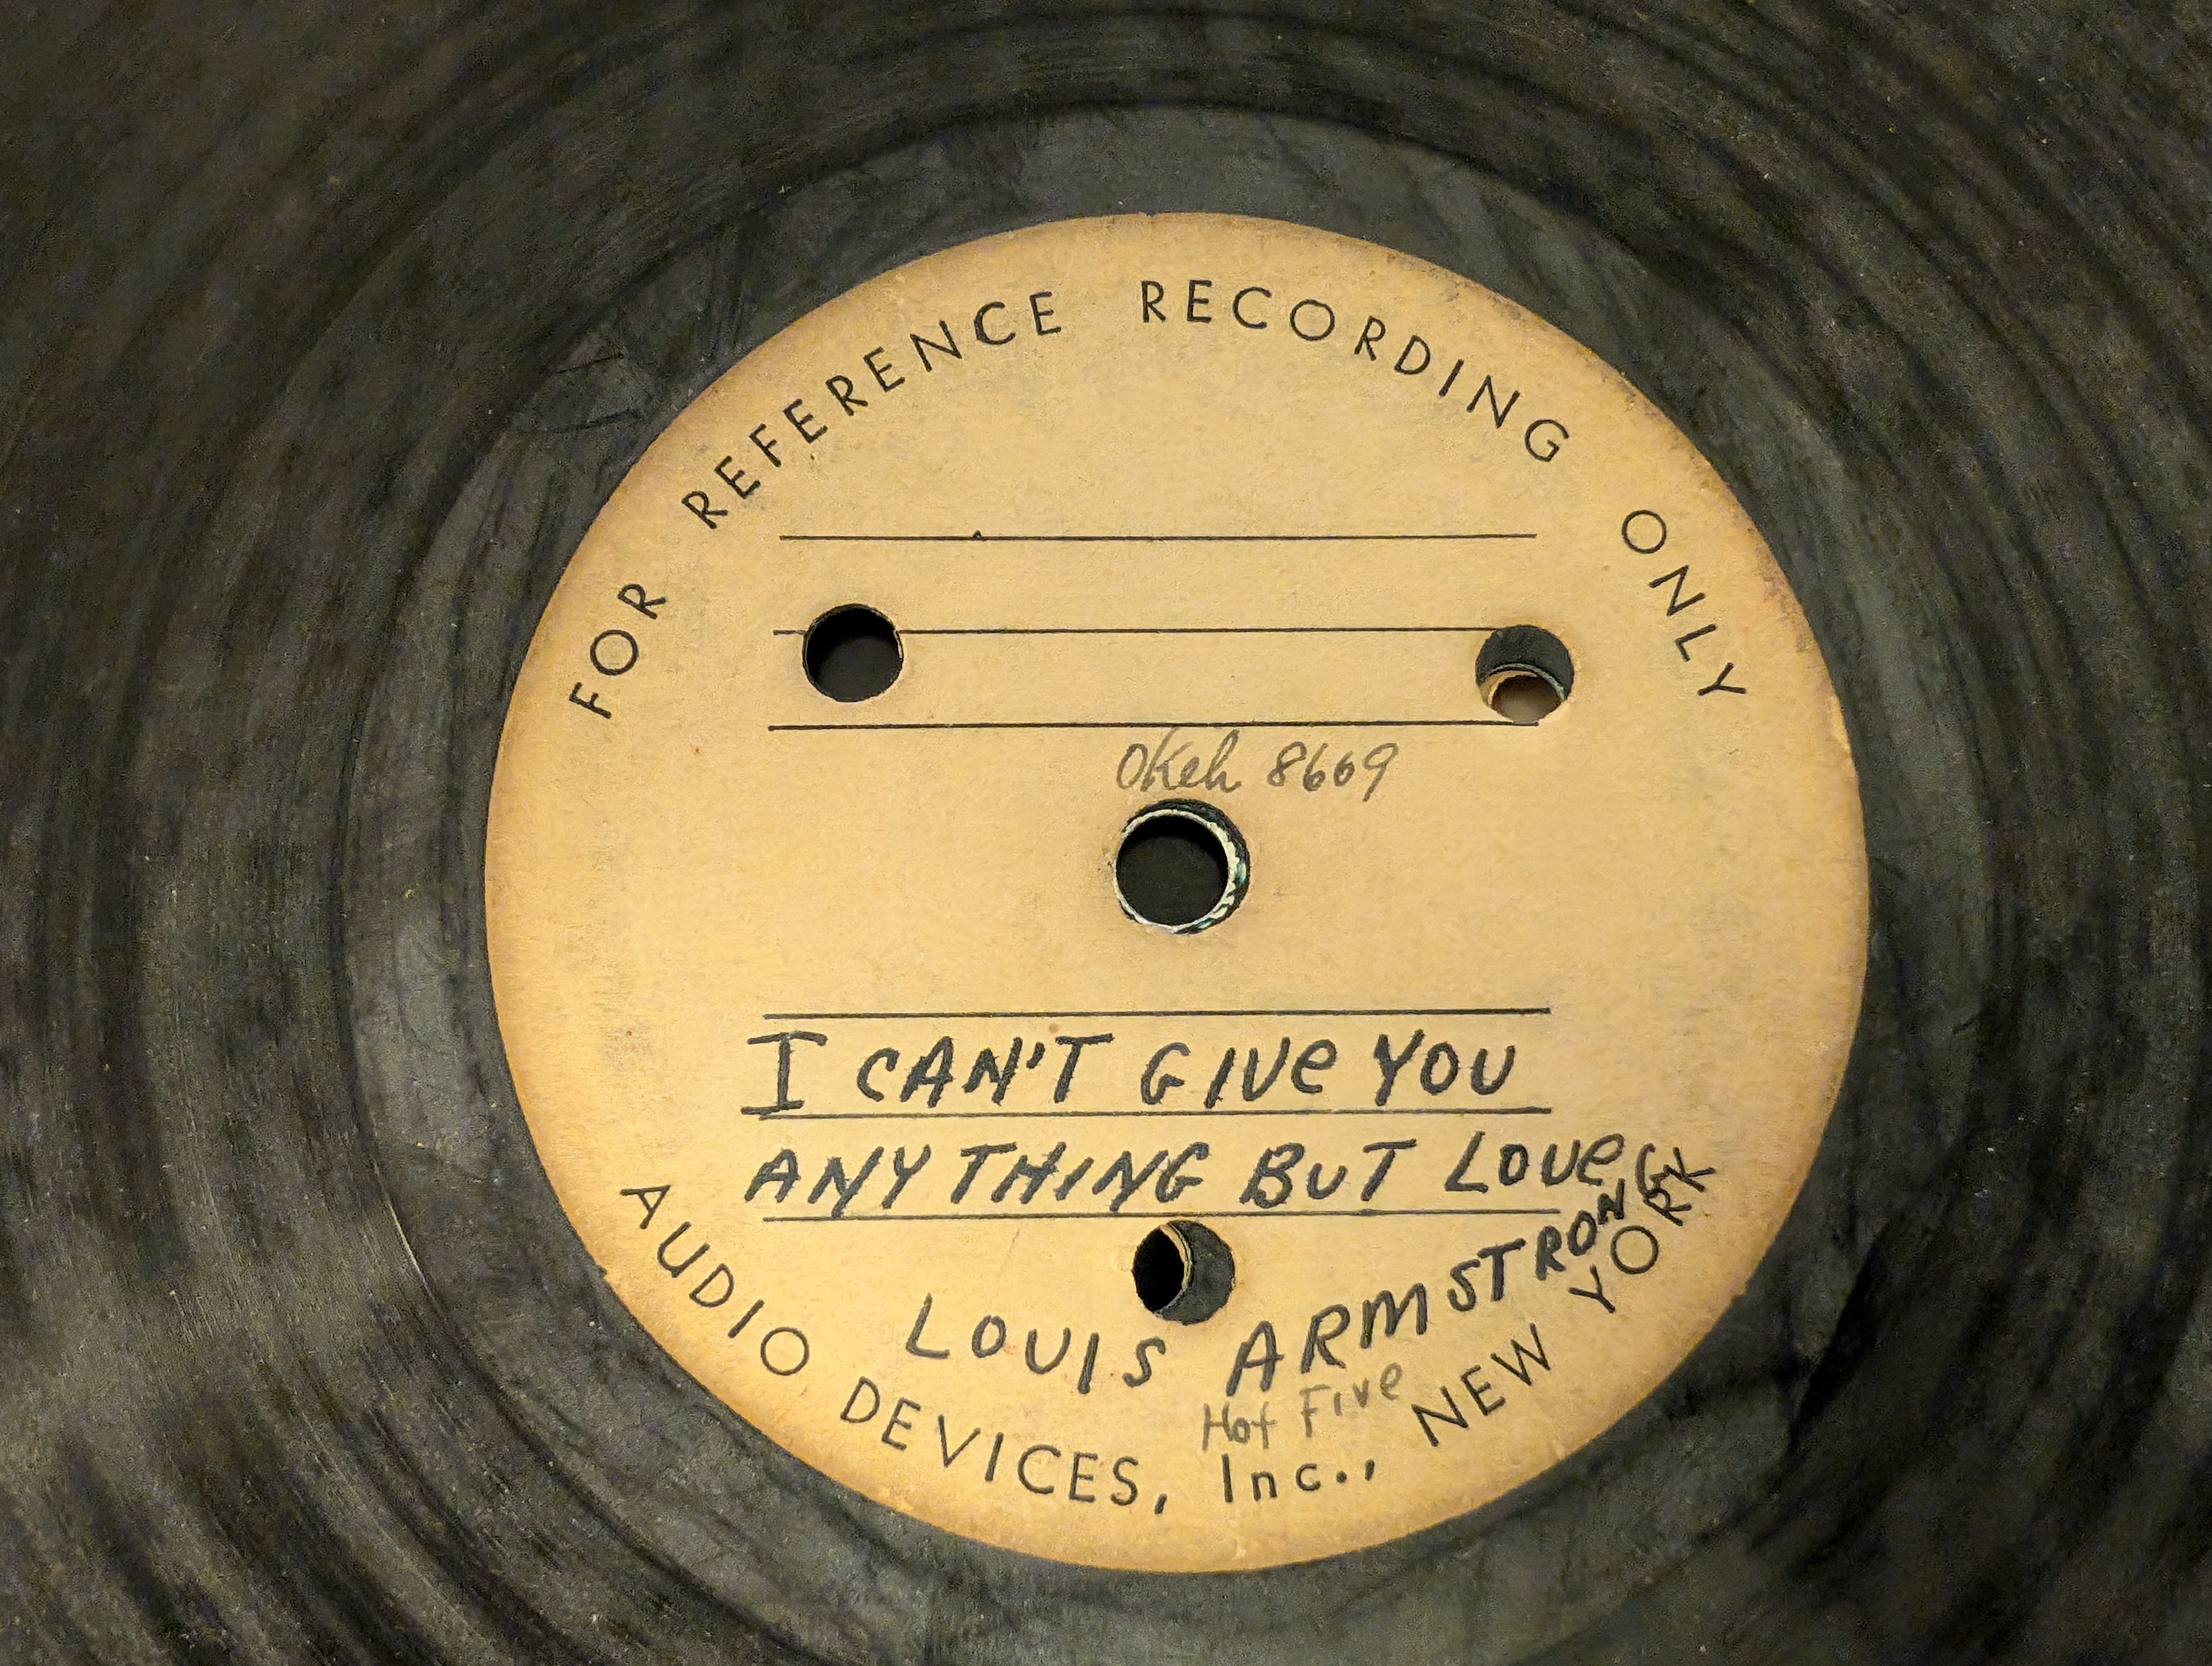 FOR REFERENCE RECORDING ONLY
OKeh 8669
I CAN'T GIVe YOU
ANYTHING BuT LOVe
LOUIS ARMSTRONG
Hot Five
AUDIO DEVICES, Inc., NEW YORK